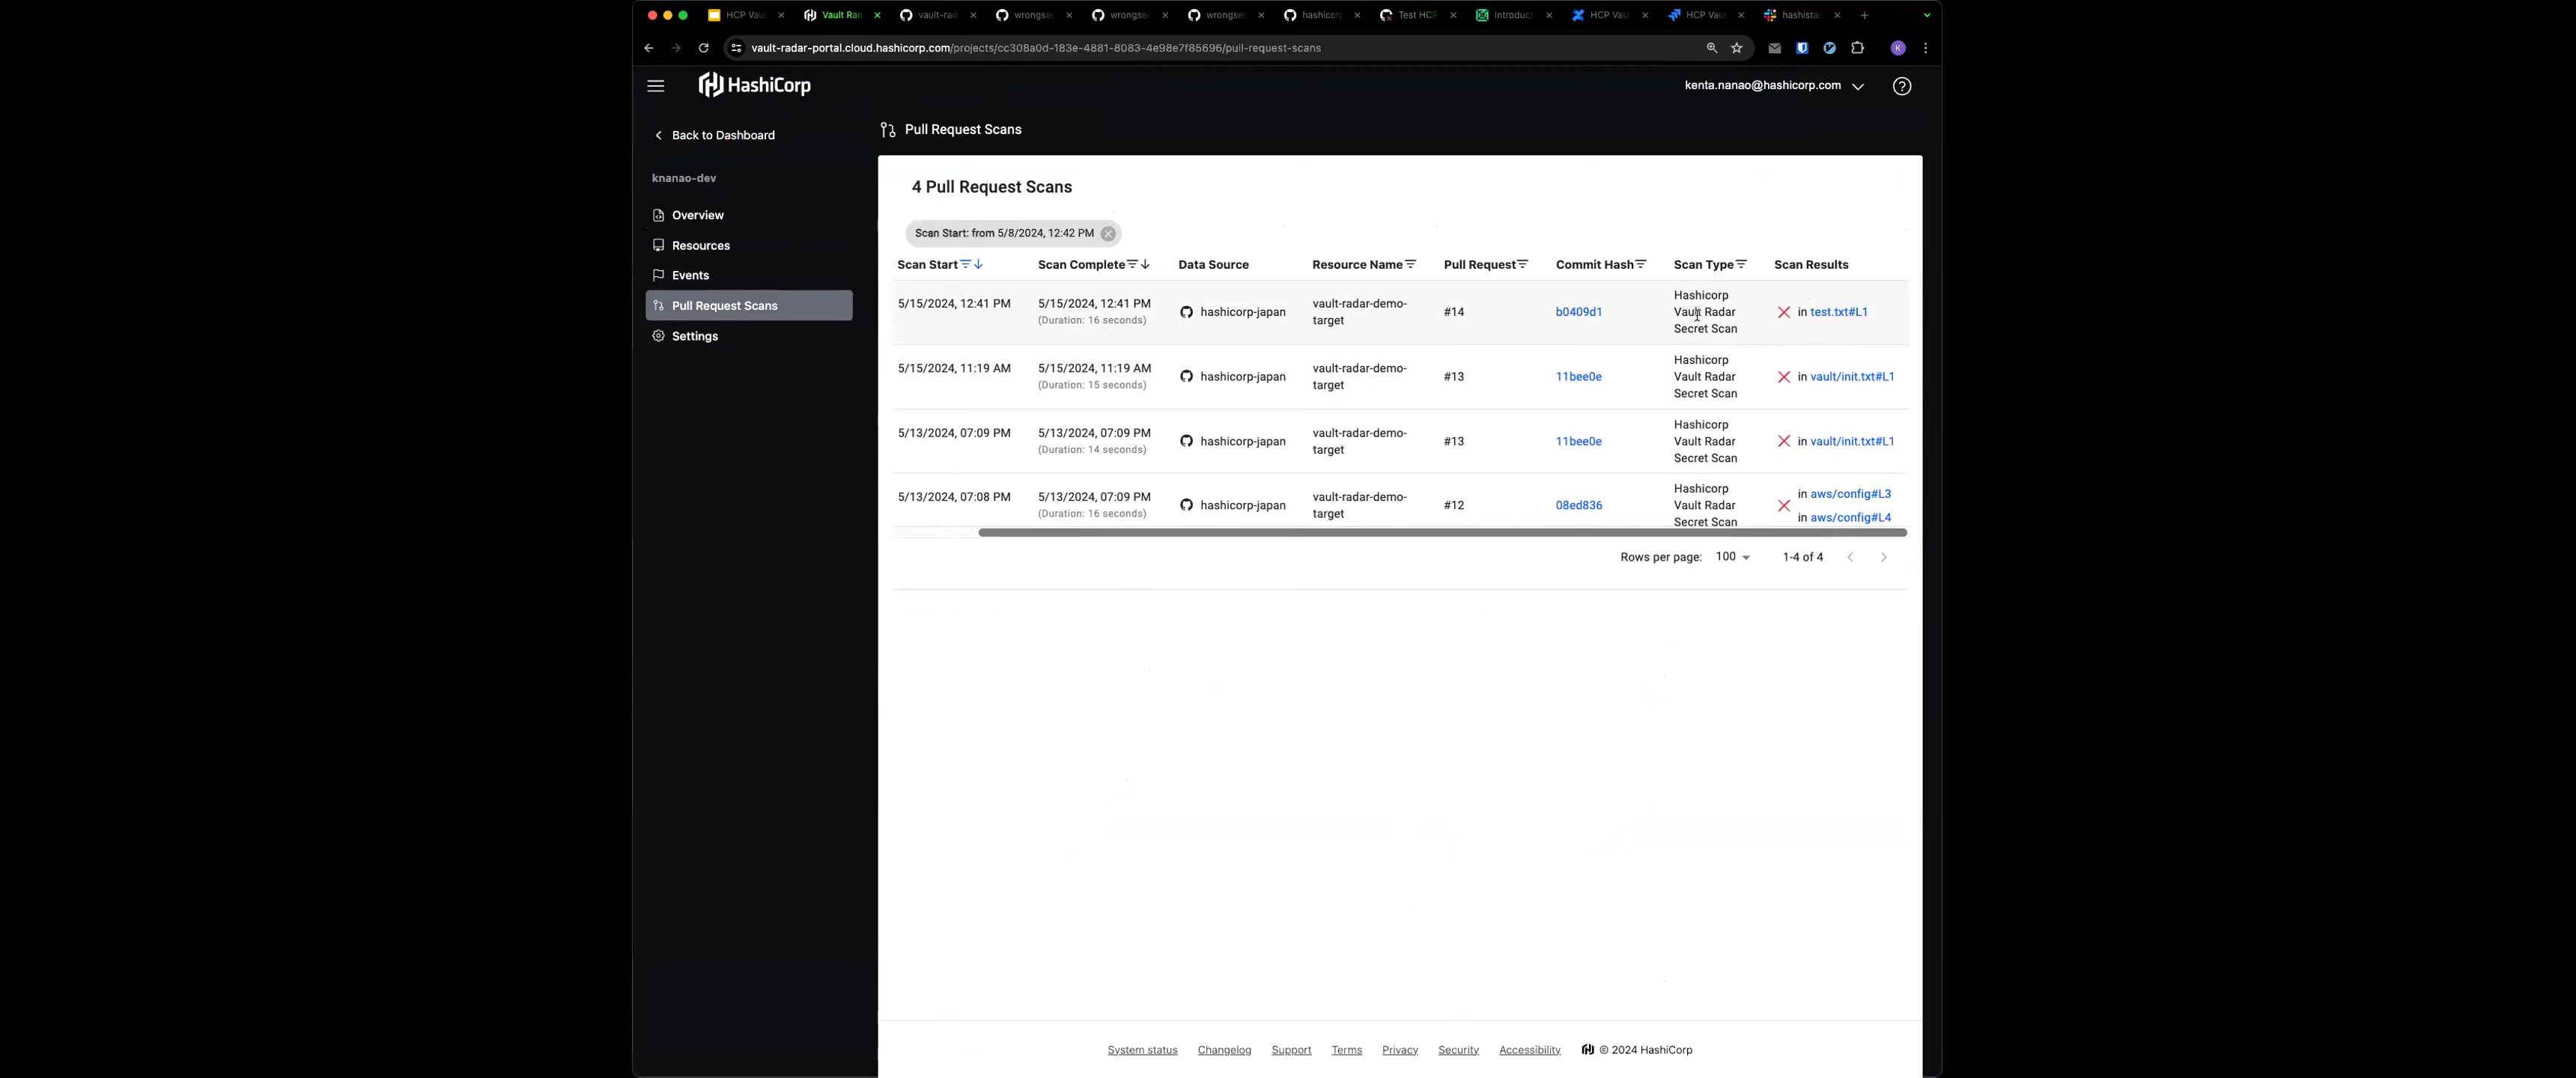 HCP Vau
Vault Rad
vault-rad
wrongse
wrongse
wrongse
hashicor
Test HCP
Introduct
HCP Vau
HCP Vau
hashista
vault-radar-portal.cloud.hashicorp.com/projects/cc308a0d-183e-4881-8083-4e98e7f85696/pull-request-scans
K
HashiCorp
kenta.nanao@hashicorp.com
Back to Dashboard
knanao-dev
Overview
Resources
Events
Pull Request Scans
Settings
Pull Request Scans
4 Pull Request Scans
Scan Start: from 5/8/2024, 12:42 PM
Scan Start Scan Complete Data Source Resource Name Pull Request Commit Hash Scan Type Scan Results
5/15/2024, 12:41 PM
5/15/2024, 12:41 PM
(Duration: 16 seconds)
hashicorp-japan
vault-radar-demo-
target
#14
b0409d1
Hashicorp
Vault Radar
Secret Scan
in test.txt#L1
5/15/2024, 11:19 AM
5/15/2024, 11:19 AM
(Duration: 15 seconds)
hashicorp-japan
vault-radar-demo-
target
#13
11bee0e
Hashicorp
Vault Radar
Secret Scan
in vault/init.txt#L1
5/13/2024, 07:09 PM
5/13/2024, 07:09 PM
(Duration: 14 seconds)
hashicorp-japan
vault-radar-demo-
target
#13
11bee0e
Hashicorp
Vault Radar
Secret Scan
in vault/init.txt#L1
5/13/2024, 07:08 PM
5/13/2024, 07:09 PM
(Duration: 16 seconds)
hashicorp-japan
vault-radar-demo-
target
#12
08ed836
Hashicorp
Vault Radar
Secret Scan
in aws/config#L3
in aws/config#L4
Rows per page: 100 1-4 of 4
System status Changelog Support Terms Privacy Security Accessibility © 2024 HashiCorp